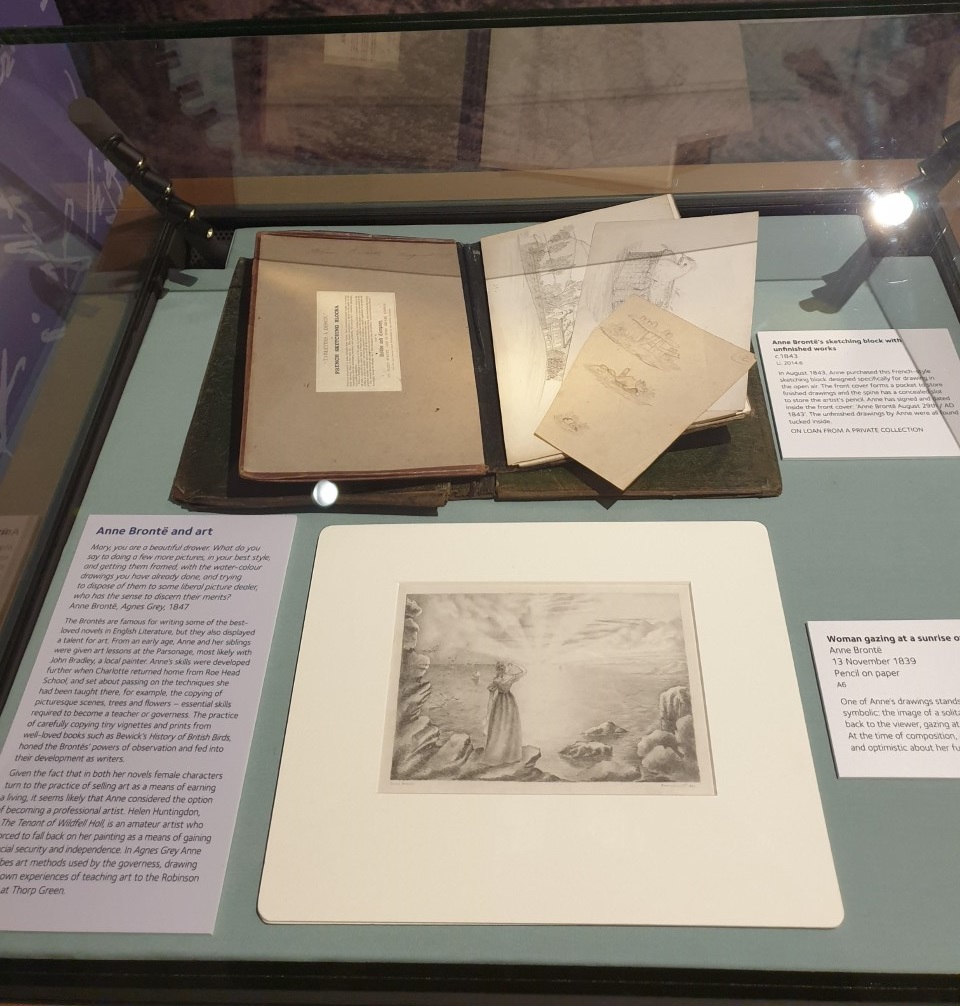 Anne Brontë and art
Mary, you are a beautiful drawer. What do you
say to doing a few more pictures, in your best style,
and getting them framed, with the water-colour
drawings you have already done, and trying
to dispose of them to some liberal picture dealer,
who has the sense to discern their merits?
Anne Brontë, Agnes Grey, 1847
The Brontës are famous for writing some of the best-
loved novels in English Literature, but they also displayed
a talent for art. From an early age, Anne and her siblings
were given art lessons at the Parsonage, most likely with
John Bradley, a local painter. Anne's skills were developed
further when Charlotte returned home from Roe Head
School, and set about passing on the techniques she
had been taught there, for example, the copying of
picturesque scenes, trees and flowers – essential skills
required to become a teacher or governess. The practice
of carefully copying tiny vignettes and prints from
well-loved books such as Bewick's History of British Birds,
honed the Brontës' powers of observation and fed into
their development as writers.
Given the fact that in both her novels female characters
turn to the practice of selling art as a means of earning
a living, it seems likely that Anne considered the option
of becoming a professional artist. Helen Huntingdon,
The Tenant of Wildfell Hall, is an amateur artist who
orced to fall back on her painting as a means of gaining
cial security and independence. In Agnes Grey Anne
bes art methods used by the governess, drawing
own experiences of teaching art to the Robinson
at Thorp Green.
FRENCH SKETCHING BLOCKS
Anne Brontë's sketching block with
unfinished works
c.1843
In August 1843, Anne purchased this French-style
sketching block designed specifically for drawing in
the open air. The front cover forms a pocket to store
finished drawings and the spine has a concealed slot
to store the artist's pencil. Anne has signed and dated
inside the front cover: 'Anne Brontë August 29th / AD
1843'. The unfinished drawings by Anne were all found
tucked inside.
ON LOAN FROM A PRIVATE COLLECTION
Woman gazing at a sunrise o
Anne Brontë
13 November 1839
Pencil on paper
A6
One of Anne's drawings stands
symbolic: the image of a solita
back to the viewer, gazing at
At the time of composition,
and optimistic about her fu